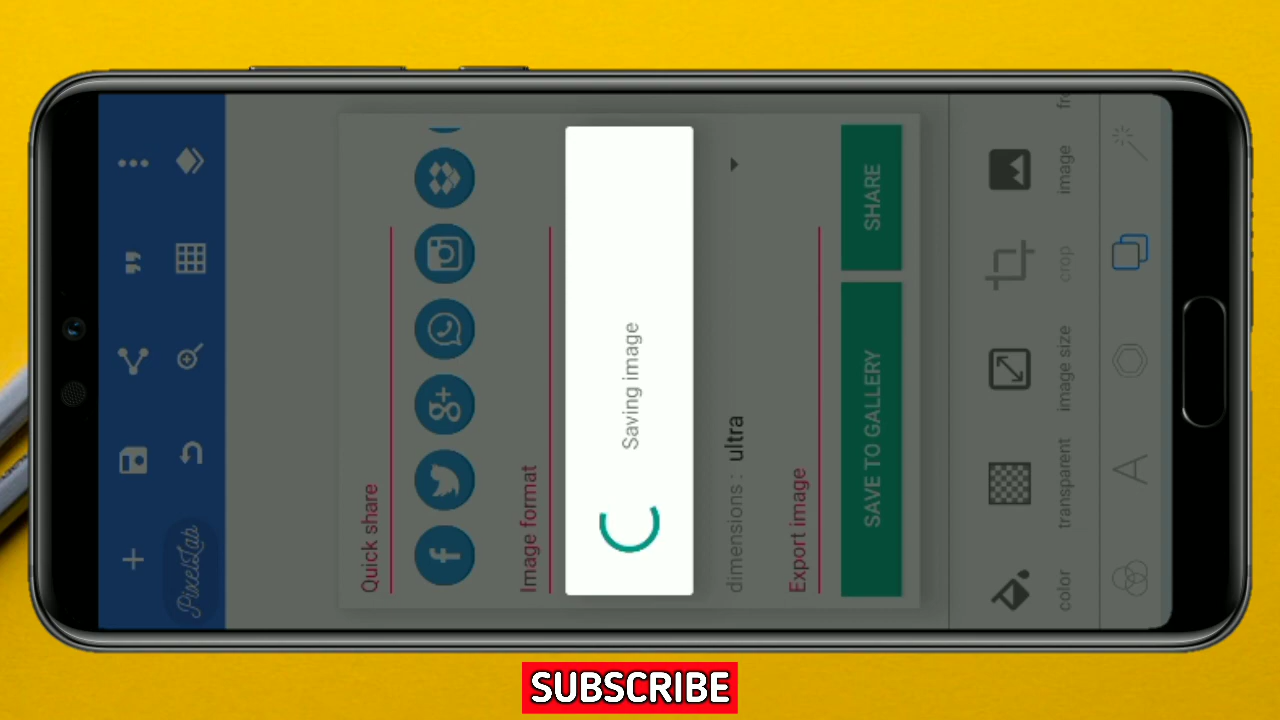 PixelLab
Quick share
Image format
Saving image
dimensions : ultra
Export image
SAVE TO GALLERY
SHARE
color
transparent
image size
crop
image
SUBSCRIBE